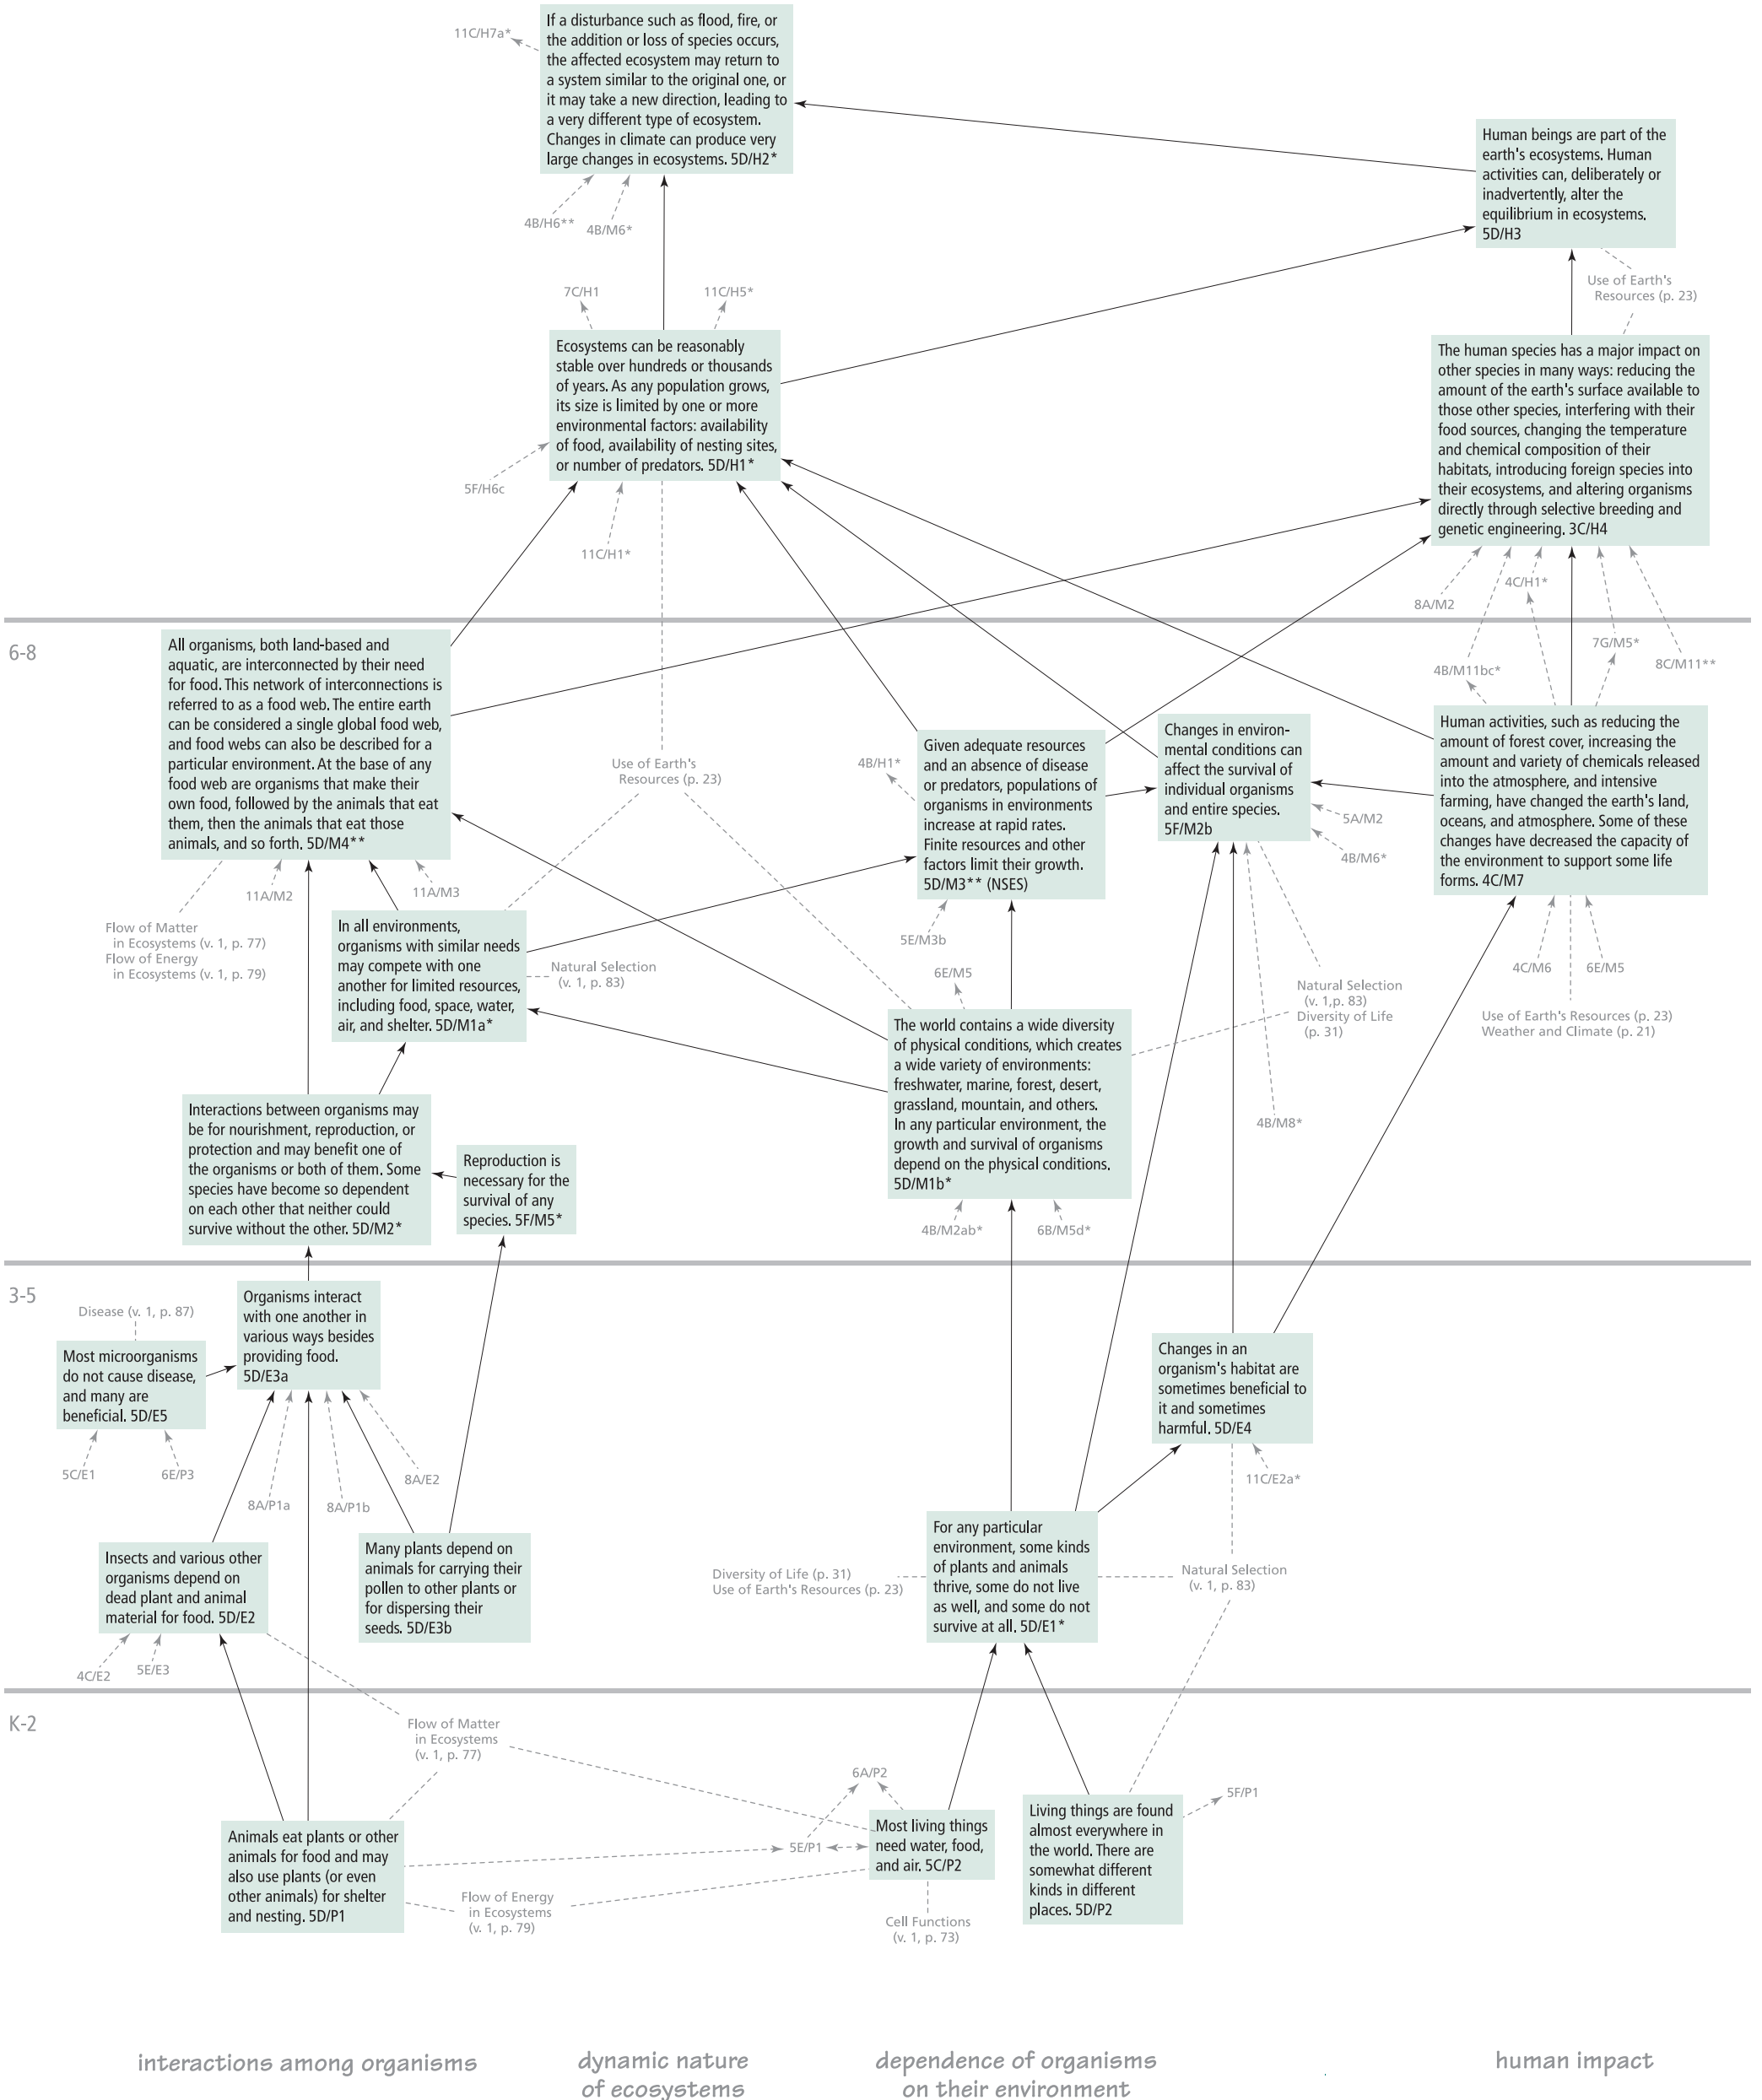 11C/H7a*
If a disturbance such as flood, fire, or
the addition or loss of species occurs,
the affected ecosystem may return to
a system similar to the original one, or
it may take a new direction, leading to
a very different type of ecosystem.
Changes in climate can produce very
large changes in ecosystems. 5D/H2*
Human beings are part of the
earth's ecosystems. Human
activities can, deliberately or
inadvertently, alter the
equilibrium in ecosystems.
5D/H3
4B/H6**
4B/M6*
Use of Earth's
Resources (p. 23)
7C/H1
11C/H5*
Ecosystems can be reasonably
stable over hundreds or thousands
of years. As any population grows,
its size is limited by one or more
environmental factors: availability
of food, availability of nesting sites,
or number of predators. 5D/H1*
The human species has a major impact on
other species in many ways: reducing the
amount of the earth's surface available to
those other species, interfering with their
food sources, changing the temperature
and chemical composition of their
habitats, introducing foreign species into
their ecosystems, and altering organisms
directly through selective breeding and
genetic engineering. 3C/H4
5F/H6c
11C/H1*
8A/M2
4C/H1*
6-8
All organisms, both land-based and
aquatic, are interconnected by their need
for food. This network of interconnections is
referred to as a food web. The entire earth
can be considered a single global food web,
and food webs can also be described for a
particular environment. At the base of any
food web are organisms that make their
own food, followed by the animals that eat
them, then the animals that eat those
animals, and so forth. 5D/M4**
4B/M11bc*
7G/M5*
8C/M11**
Use of Earth's
Resources (p. 23)
4B/H1*
Given adequate resources
and an absence of disease
or predators, populations of
organisms in environments
increase at rapid rates.
Finite resources and other
factors limit their growth.
5D/M3** (NSES)
Changes in environ-
mental conditions can
affect the survival of
individual organisms
and entire species.
5F/M2b
Human activities, such as reducing the
amount of forest cover, increasing the
amount and variety of chemicals released
into the atmosphere, and intensive
farming, have changed the earth's land,
oceans, and atmosphere. Some of these
changes have decreased the capacity of
the environment to support some life
forms. 4C/M7
5A/M2
4B/M6*
11A/M2
11A/M3
Flow of Matter
in Ecosystems (v. 1, p. 77)
Flow of Energy
in Ecosystems (v. 1, p. 79)
In all environments,
organisms with similar needs
may compete with one
another for limited resources,
including food, space, water,
air, and shelter. 5D/M1a*
Natural Selection
(v. 1, p. 83)
5E/M3b
6E/M5
4C/M6
6E/M5
Natural Selection
(v. 1,p. 83)
Diversity of Life
(p. 31)
Use of Earth's Resources (p. 23)
Weather and Climate (p. 21)
The world contains a wide diversity
of physical conditions, which creates
a wide variety of environments:
freshwater, marine, forest, desert,
grassland, mountain, and others.
In any particular environment, the
growth and survival of organisms
depend on the physical conditions.
5D/M1b*
4B/M8*
Interactions between organisms may
be for nourishment, reproduction, or
protection and may benefit one of
the organisms or both of them. Some
species have become so dependent
on each other that neither could
survive without the other. 5D/M2*
Reproduction is
necessary for the
survival of any
species. 5F/M5*
4B/M2ab*
6B/M5d*
3-5
Disease (v. 1, p. 87)
Most microorganisms
do not cause disease,
and many are
beneficial. 5D/E5
Organisms interact
with one another in
various ways besides
providing food.
5D/E3a
Changes in an
organism's habitat are
sometimes beneficial to
it and sometimes
harmful. 5D/E4
5C/E1
6E/P3
8A/P1a
8A/P1b
8A/E2
11C/E2a*
Insects and various other
organisms depend on
dead plant and animal
material for food. 5D/E2
Many plants depend on
animals for carrying their
pollen to other plants or
for dispersing their
seeds. 5D/E3b
Diversity of Life (p. 31)
Use of Earth's Resources (p. 23)
For any particular
environment, some kinds
of plants and animals
thrive, some do not live
as well, and some do not
survive at all. 5D/E1*
Natural Selection
(v. 1, p. 83)
4C/E2
5E/E3
K-2
Flow of Matter
in Ecosystems
(v. 1, p. 77)
6A/P2
5F/P1
Animals eat plants or other
animals for food and may
also use plants (or even
other animals) for shelter
and nesting. 5D/P1
5E/P1
Most living things
need water, food,
and air. 5C/P2
Living things are found
almost everywhere in
the world. There are
somewhat different
kinds in different
places. 5D/P2
Flow of Energy
in Ecosystems
(v. 1, p. 79)
Cell Functions
(v. 1, p. 73)
interactions among organisms
dynamic nature
of ecosystems
dependence of organisms
on their environment
human impact